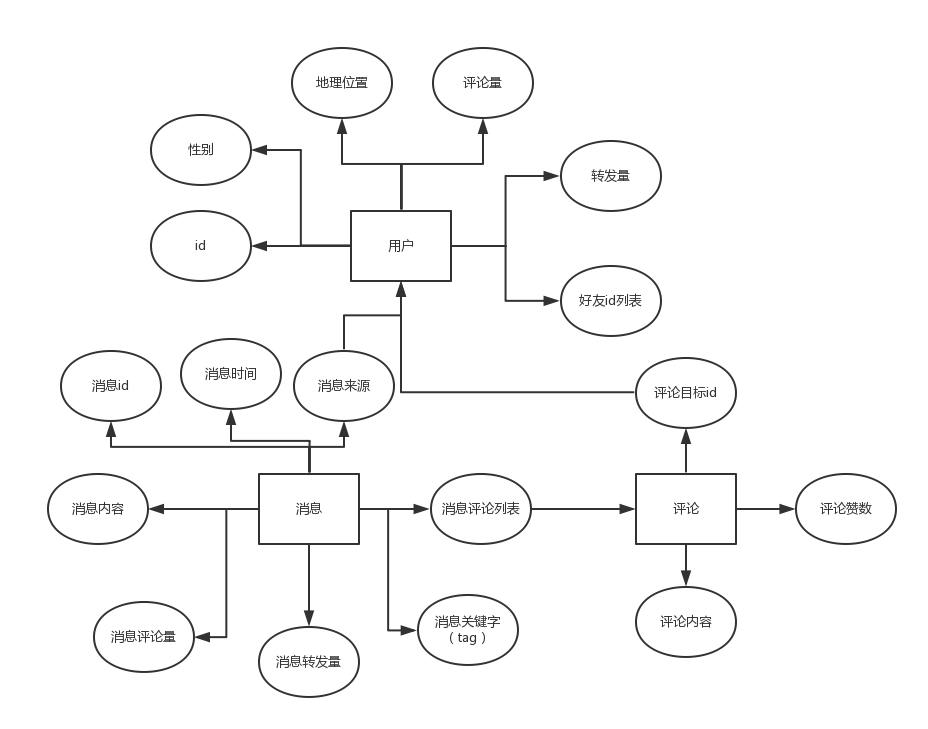 地理位置
评论量
性别
转发量
id
用户
好友id列表
消息id
消息时间
消息来源
评论目标id
消息内容
消息
消息评论列表
评论
评论赞数
消息评论量
消息转发量
消息关键字
（tag）
评论内容